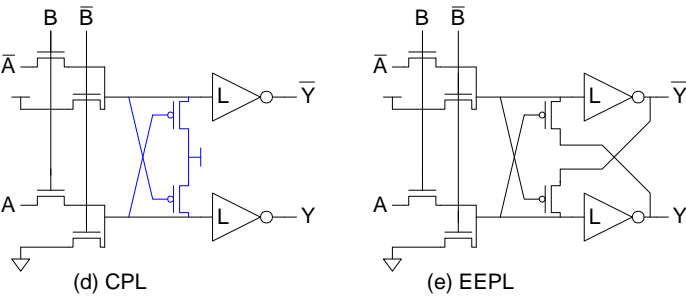 B B̅ B B̅
A̅ L Y̅ A̅ L Y̅
A L Y A L Y
(d) CPL (e) EEPL